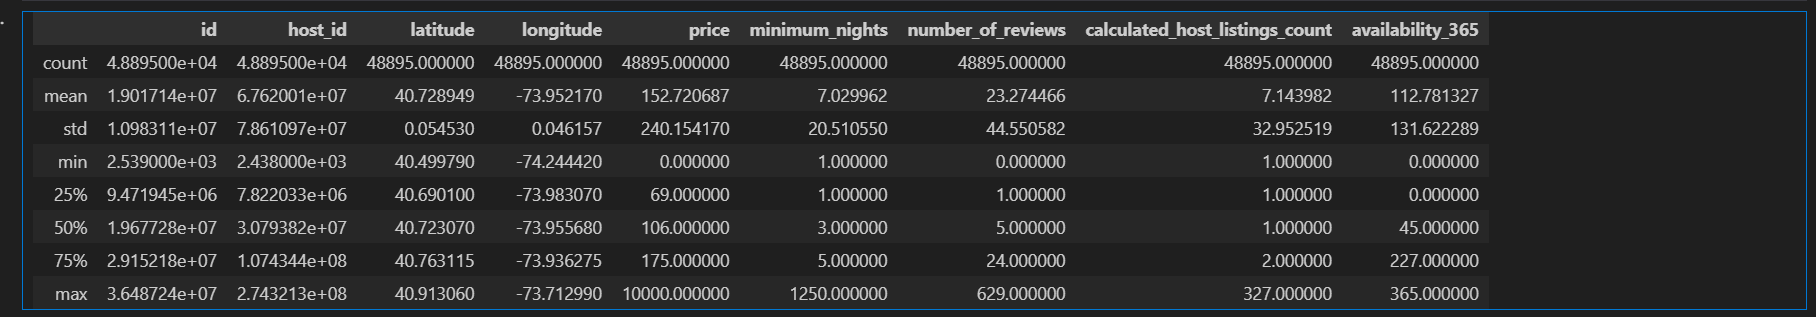 id host_id latitude longitude price minimum_nights number_of_reviews calculated_host_listings_count availability_365
count 4.889500e+04 4.889500e+04 48895.000000 48895.000000 48895.000000 48895.000000 48895.000000 48895.000000 48895.000000
mean 1.901714e+07 6.762001e+07 40.728949 -73.952170 152.720687 7.029962 23.274466 7.143982 112.781327
std 1.098311e+07 7.861097e+07 0.054530 0.046157 240.154170 20.510550 44.550582 32.952519 131.622289
min 2.539000e+03 2.438000e+03 40.499790 -74.244420 0.000000 1.000000 0.000000 1.000000 0.000000
25% 9.471945e+06 7.822033e+06 40.690100 -73.983070 69.000000 1.000000 1.000000 1.000000 0.000000
50% 1.967728e+07 3.079382e+07 40.723070 -73.955680 106.000000 3.000000 5.000000 1.000000 45.000000
75% 2.915218e+07 1.074344e+08 40.763115 -73.936275 175.000000 5.000000 24.000000 2.000000 227.000000
max 3.648724e+07 2.743213e+08 40.913060 -73.712990 10000.000000 1250.000000 629.000000 327.000000 365.000000